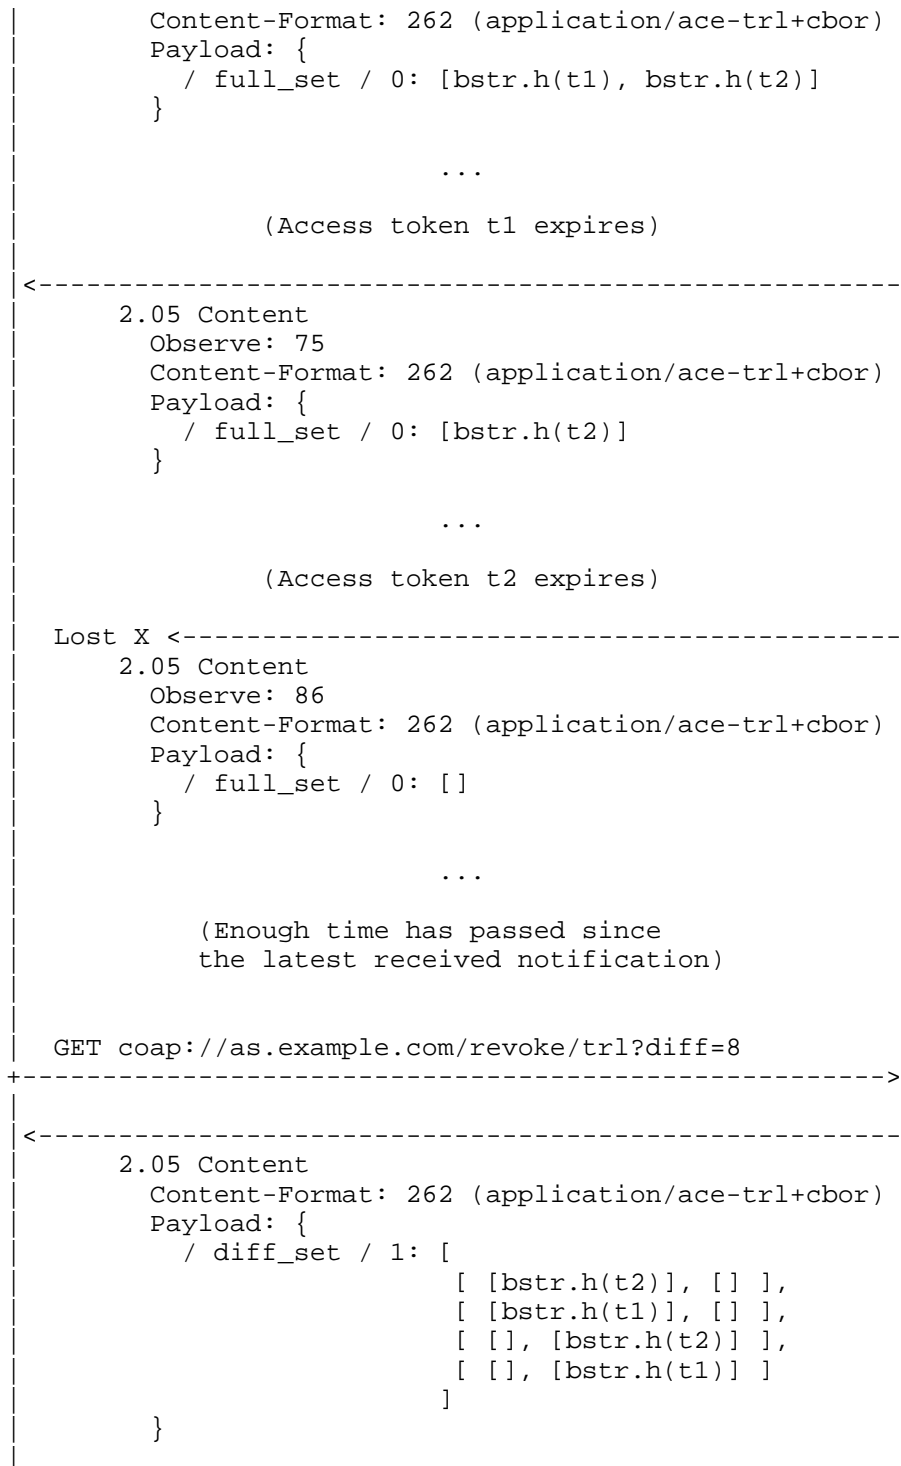 |        Content-Format: 262 (application/ace-trl+cbor)
|        Payload: {
|          / full_set / 0: [bstr.h(t1), bstr.h(t2)]
|        }
|
|                           ...
|
|               (Access token t1 expires)
|
|<------------------------------------------------------
|      2.05 Content
|        Observe: 75
|        Content-Format: 262 (application/ace-trl+cbor)
|        Payload: {
|          / full_set / 0: [bstr.h(t2)]
|        }
|
|                           ...
|
|               (Access token t2 expires)
|
|  Lost X <---------------------------------------------
|      2.05 Content
|        Observe: 86
|        Content-Format: 262 (application/ace-trl+cbor)
|        Payload: {
|          / full_set / 0: []
|        }
|
|                           ...
|
|           (Enough time has passed since
|           the latest received notification)
|
|
|  GET coap://as.example.com/revoke/trl?diff=8
+------------------------------------------------------>
|
|<------------------------------------------------------
|      2.05 Content
|        Content-Format: 262 (application/ace-trl+cbor)
|        Payload: {
|          / diff_set / 1: [
|                            [ [bstr.h(t2)], [] ],
|                            [ [bstr.h(t1)], [] ],
|                            [ [], [bstr.h(t2)] ],
|                            [ [], [bstr.h(t1)] ]
|                           ]
|        }
|